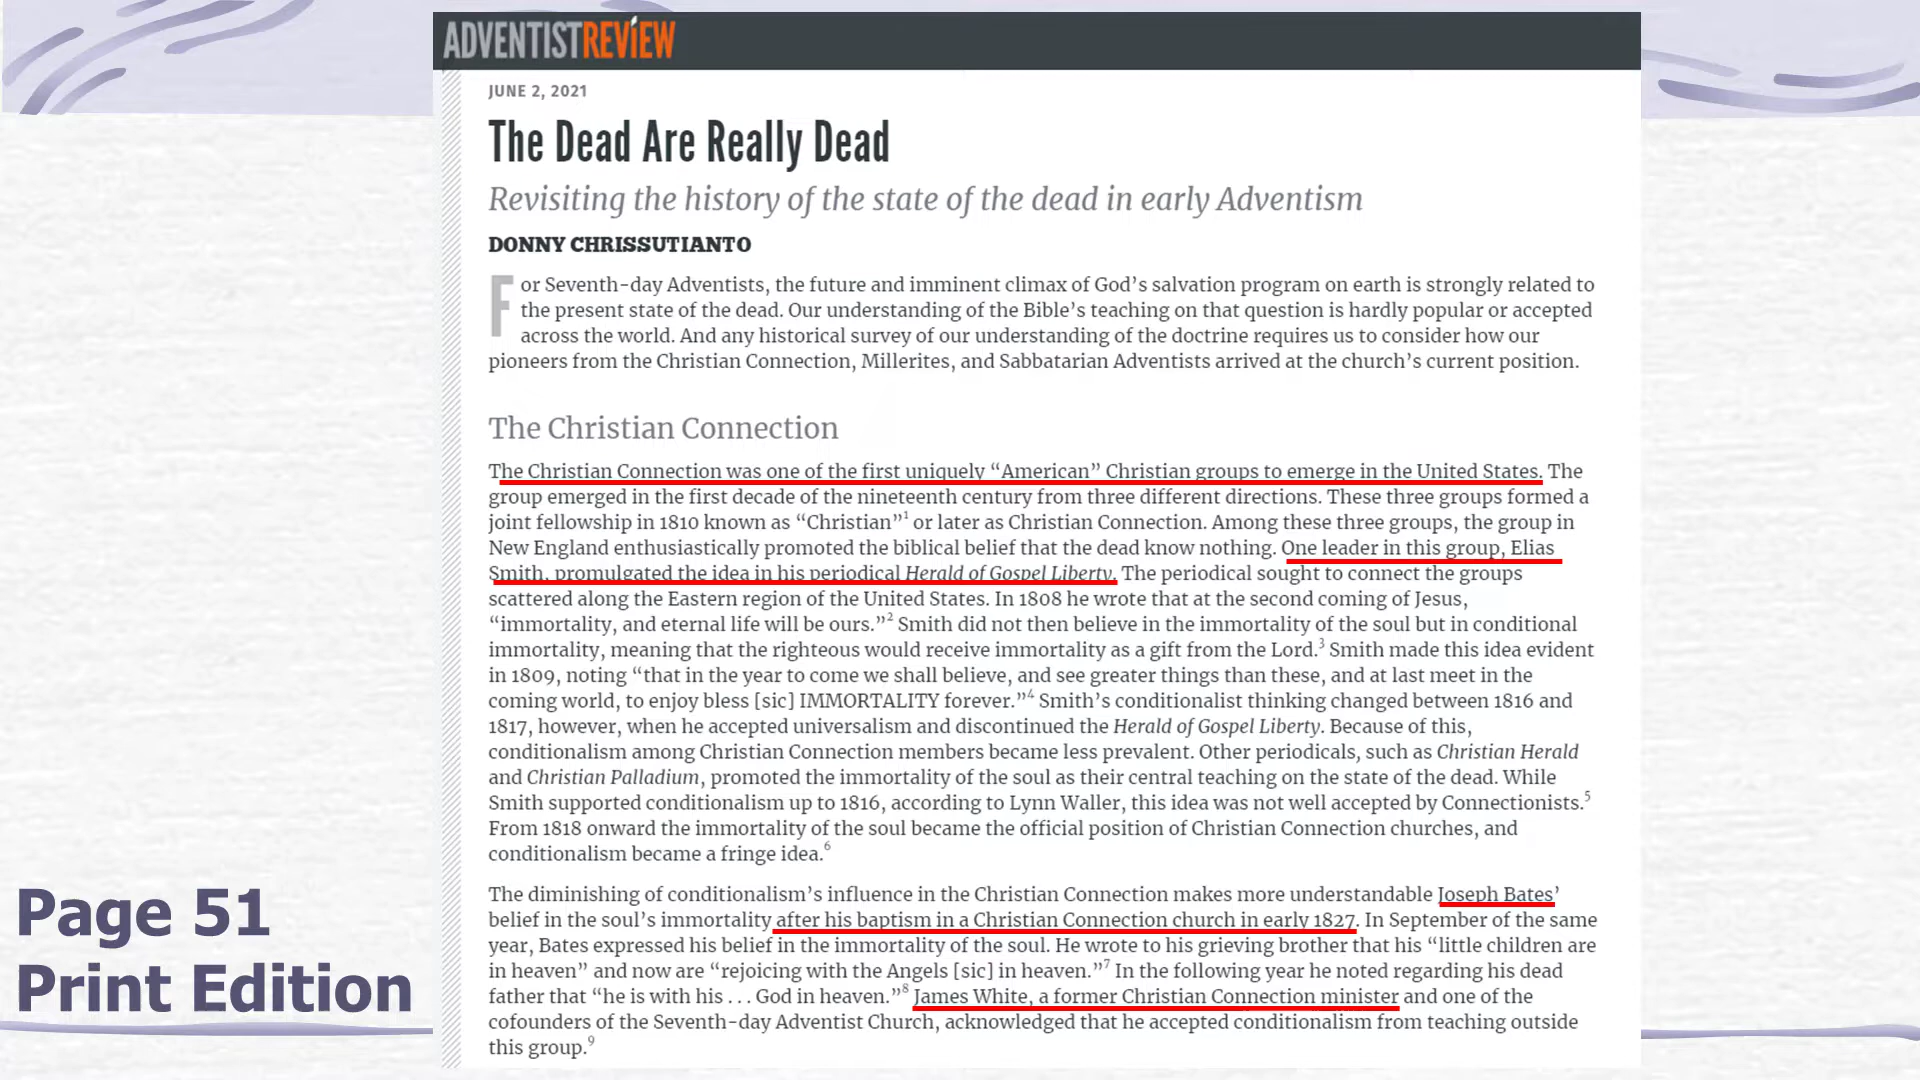 ADVENTISTREVIEW
JUNE 2, 2021
The Dead Are Really Dead
Revisiting the history of the state of the dead in early Adventism
DONNY CHRISSUTIANTO
For Seventh-day Adventists, the future and imminent climax of God’s salvation program on earth is strongly related to
the present state of the dead. Our understanding of the Bible’s teaching on that question is hardly popular or accepted
across the world. And any historical survey of our understanding of the doctrine requires us to consider how our
pioneers from the Christian Connection, Millerites, and Sabbatarian Adventists arrived at the church’s current position.
The Christian Connection
The Christian Connection was one of the first uniquely “American” Christian groups to emerge in the United States. The
group emerged in the first decade of the nineteenth century from three different directions. These three groups formed a
joint fellowship in 1810 known as “Christian”1 or later as Christian Connection. Among these three groups, the group in
New England enthusiastically promoted the biblical belief that the dead know nothing. One leader in this group, Elias
Smith, promulgated the idea in his periodical Herald of Gospel Liberty. The periodical sought to connect the groups
scattered along the Eastern region of the United States. In 1808 he wrote that at the second coming of Jesus,
“immortality, and eternal life will be ours.”2 Smith did not then believe in the immortality of the soul but in conditional
immortality, meaning that the righteous would receive immortality as a gift from the Lord.3 Smith made this idea evident
in 1809, noting “that in the year to come we shall believe, and see greater things than these, and at last meet in the
coming world, to enjoy bless [sic] IMMORTALITY forever.”4 Smith’s conditionalist thinking changed between 1816 and
1817, however, when he accepted universalism and discontinued the Herald of Gospel Liberty. Because of this,
conditionalism among Christian Connection members became less prevalent. Other periodicals, such as Christian Herald
and Christian Palladium, promoted the immortality of the soul as their central teaching on the state of the dead. While
Smith supported conditionalism up to 1816, according to Lynn Waller, this idea was not well accepted by Connectionists.5
From 1818 onward the immortality of the soul became the official position of Christian Connection churches, and
conditionalism became a fringe idea.6
The diminishing of conditionalism’s influence in the Christian Connection makes more understandable Joseph Bates’
belief in the soul’s immortality after his baptism in a Christian Connection church in early 1827. In September of the same
year, Bates expressed his belief in the immortality of the soul. He wrote to his grieving brother that his “little children are
in heaven” and now are “rejoicing with the Angels [sic] in heaven.”7 In the following year he noted regarding his dead
father that “he is with his . . . God in heaven.”8 James White, a former Christian Connection minister and one of the
cofounders of the Seventh-day Adventist Church, acknowledged that he accepted conditionalism from teaching outside
this group.9
Page 51
Print Edition